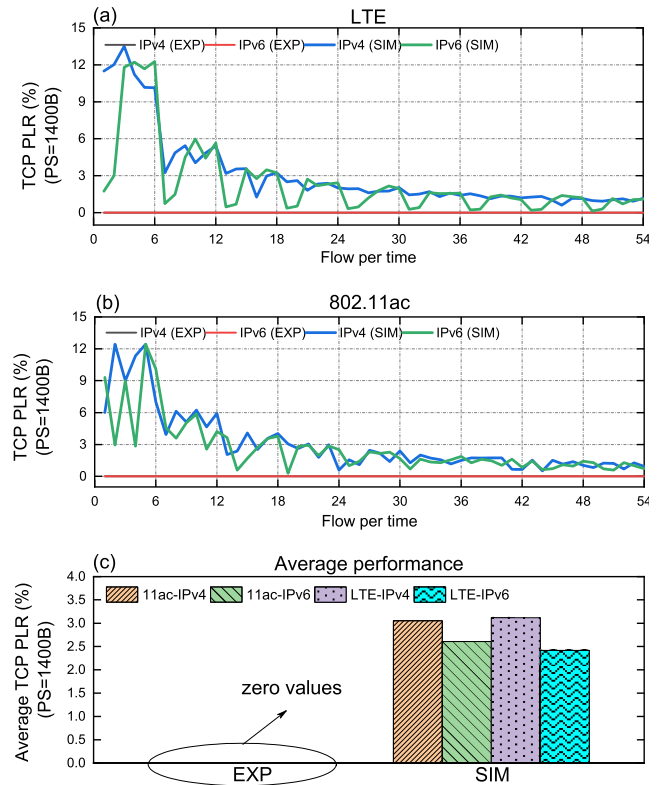 (a) LTE
IPv4 (EXP) IPv6 (EXP) IPv4 (SIM) IPv6 (SIM)
TCP PLR (%)
(PS=1400B)
15
12
9
6
3
0
0 6 12 18 24 30 36 42 48 54
Flow per time
(b) 802.11ac
IPv4 (EXP) IPv6 (EXP) IPv4 (SIM) IPv6 (SIM)
TCP PLR (%)
(PS=1400B)
15
12
9
6
3
0
0 6 12 18 24 30 36 42 48 54
Flow per time
(c) Average performance
11ac-IPv4 11ac-IPv6 LTE-IPv4 LTE-IPv6
Average TCP PLR (%)
(PS=1400B)
4.0
3.5
3.0
2.5
2.0
1.5
1.0
0.5
0.0
zero values
EXP SIM